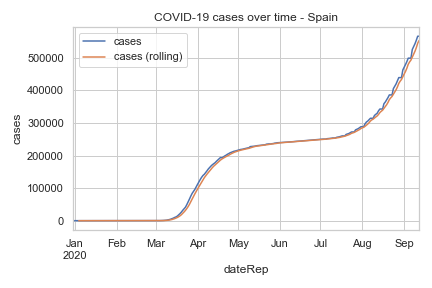 COVID-19 cases over time - Spain
cases
cases (rolling)
500000
400000
300000
200000
100000
0
cases
Jan Feb Mar Apr May Jun Jul Aug Sep
2020
dateRep